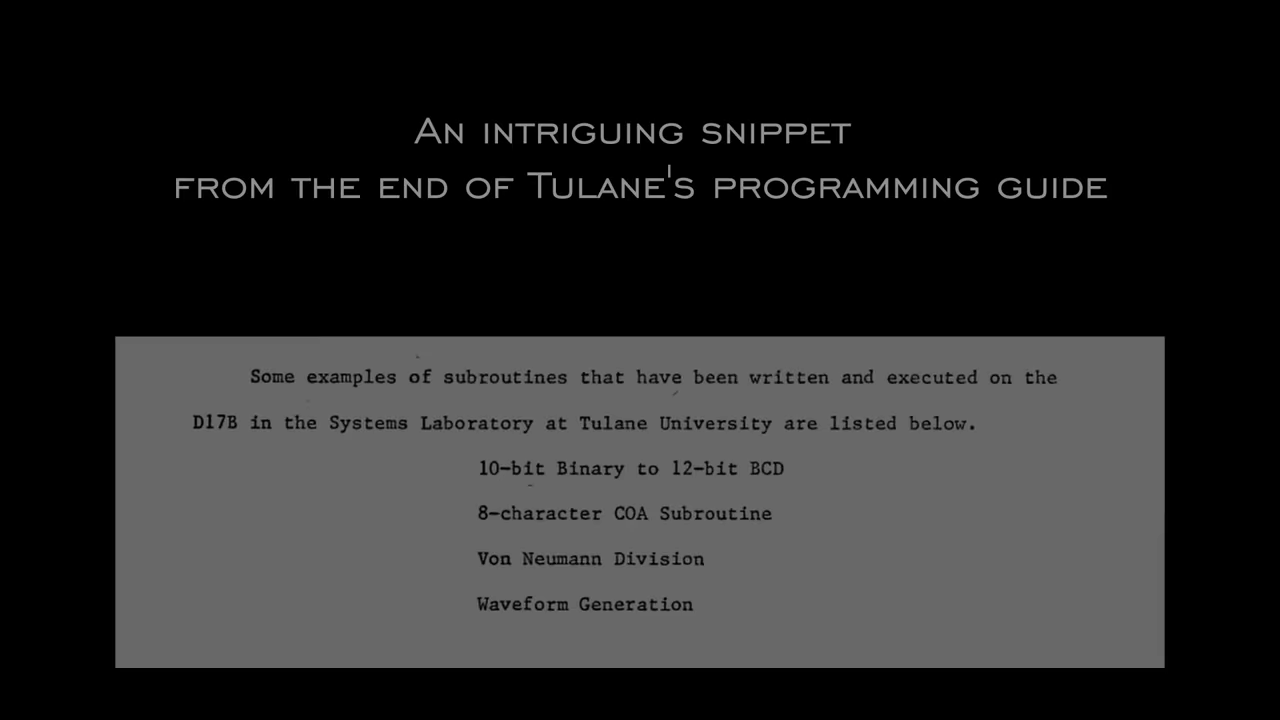 An intriguing snippet
from the end of Tulane's programming guide
Some examples of subroutines that have been written and executed on the
D17B in the Systems Laboratory at Tulane University are listed below.
10-bit Binary to 12-bit BCD
8-character COA Subroutine
Von Neumann Division
Waveform Generation